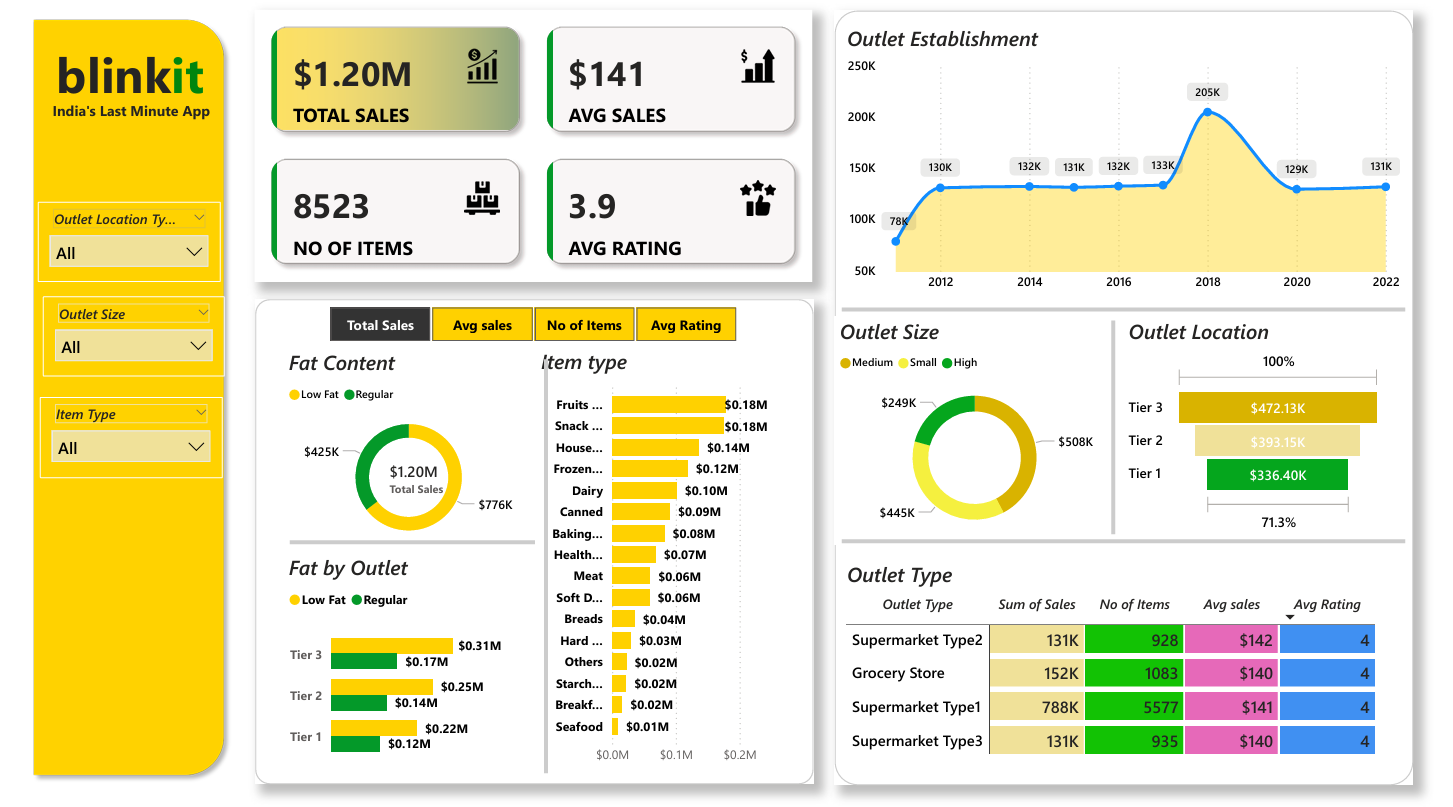 blinkit
India's Last Minute App
Outlet Location Ty...
All
Outlet Size
All
Item Type
All
$1.20M
TOTAL SALES
$141
AVG SALES
8523
NO OF ITEMS
3.9
AVG RATING
Total Sales
Avg sales
No of Items
Avg Rating
Fat Content
Low Fat Regular
$425K
$1.20M
Total Sales
$776K
Fat by Outlet
Low Fat Regular
Tier 3 $0.31M
$0.17M
Tier 2 $0.25M
$0.14M
Tier 1 $0.22M
$0.12M
Item type
Fruits ... $0.18M
Snack ... $0.18M
House... $0.14M
Frozen... $0.12M
Dairy $0.10M
Canned $0.09M
Baking... $0.08M
Health... $0.07M
Meat $0.06M
Soft D... $0.06M
Breads $0.04M
Hard ... $0.03M
Others $0.02M
Starch... $0.02M
Breakf... $0.02M
Seafood $0.01M
$0.0M $0.1M $0.2M
Outlet Establishment
250K
200K
150K
100K
50K
78K 130K 132K 131K 132K 133K 205K 129K 131K
2012 2014 2016 2018 2020 2022
Outlet Size
Medium Small High
$249K
$508K
$445K
Outlet Location
100%
Tier 3 $472.13K
Tier 2 $393.15K
Tier 1 $336.40K
71.3%
Outlet Type
Outlet Type Sum of Sales No of Items Avg sales Avg Rating
Supermarket Type2 131K 928 $142 4
Grocery Store 152K 1083 $140 4
Supermarket Type1 788K 5577 $141 4
Supermarket Type3 131K 935 $140 4